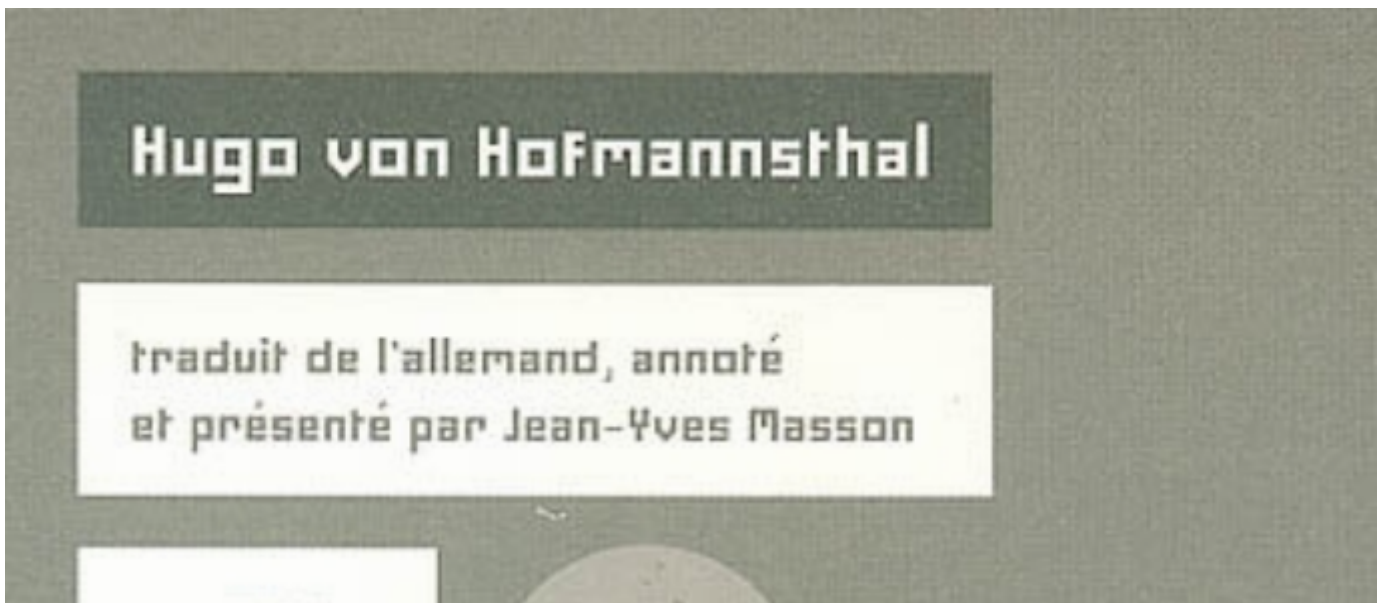 Hugo von Hofmannsthal
traduit de l'allemand, annoté
et présenté par Jean-Yves Masson